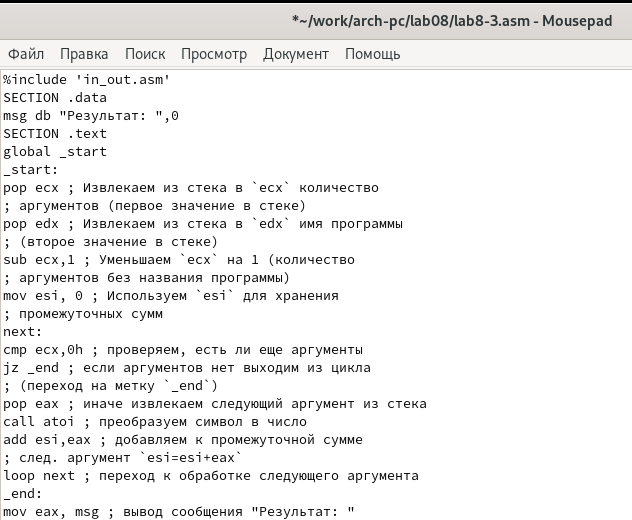 *~/work/arch-pc/lab08/lab8-3.asm - Mousepad
Файл Правка Поиск Просмотр Документ Помощь
%include 'in_out.asm'
SECTION .data
msg db "Результат: ",0
SECTION .text
global _start
_start:
pop ecx ; Извлекаем из стека в `ecx` количество
; аргументов (первое значение в стеке)
pop edx ; Извлекаем из стека в `edx` имя программы
; (второе значение в стеке)
sub ecx,1 ; Уменьшаем `ecx` на 1 (количество
; аргументов без названия программы)
mov esi, 0 ; Используем `esi` для хранения
; промежуточных сумм
next:
cmp ecx,0h ; проверяем, есть ли еще аргументы
jz _end ; если аргументов нет выходим из цикла
; (переход на метку `_end`)
pop eax ; иначе извлекаем следующий аргумент из стека
call atoi ; преобразуем символ в число
add esi,eax ; добавляем к промежуточной сумме
; след. аргумент `esi=esi+eax`
loop next ; переход к обработке следующего аргумента
_end:
mov eax, msg ; вывод сообщения "Результат: "